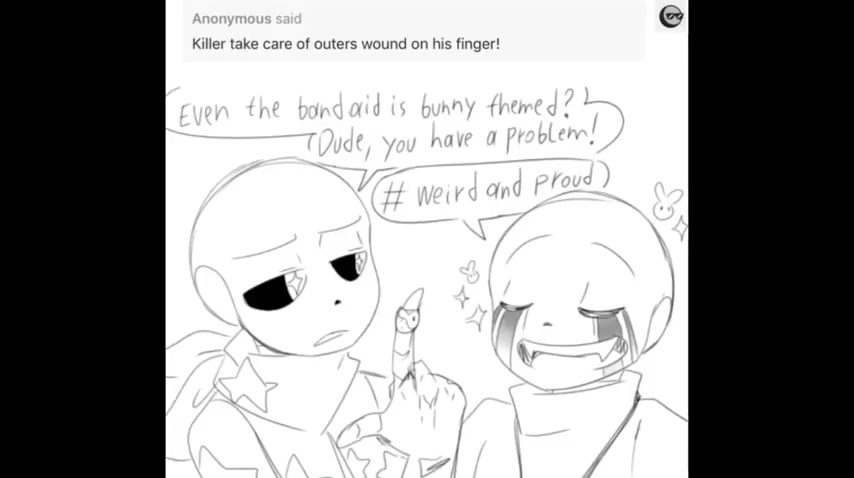 Anonymous said
Killer take care of outers wound on his finger!
Even the bandaid is bunny themed?
Dude, you have a problem!
# weird and proud